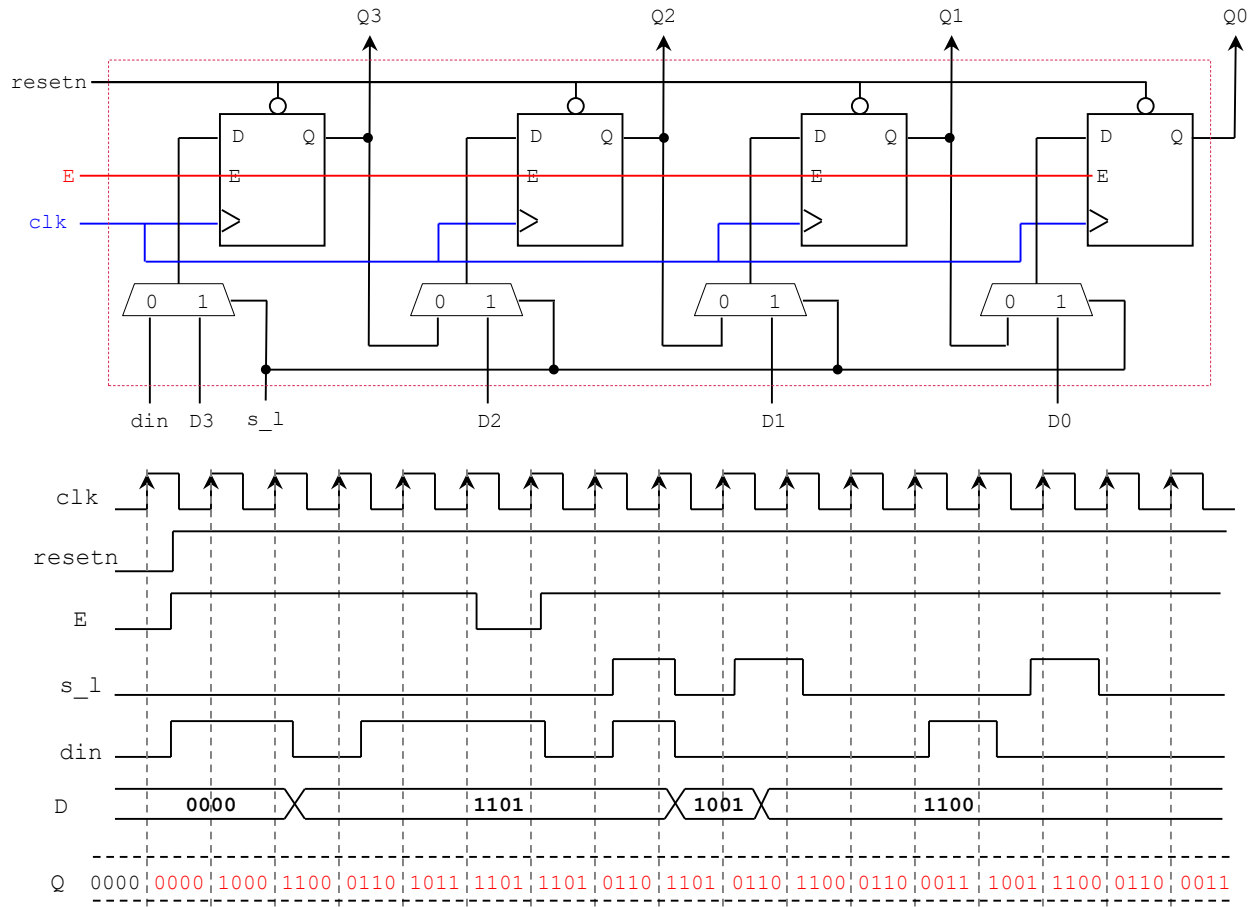 Q3 Q2 Q1 Q0
resetn
D Q D Q D Q D Q
E E E E E
clk
0 1 0 1 0 1 0 1
din D3 s_l D2 D1 D0
clk
resetn
E
s_l
din
D 0000 1101 1001 1100
Q 0000 0000 1000 1100 0110 1011 1101 1101 0110 1101 0110 1100 0110 0011 1001 1100 0110 0011